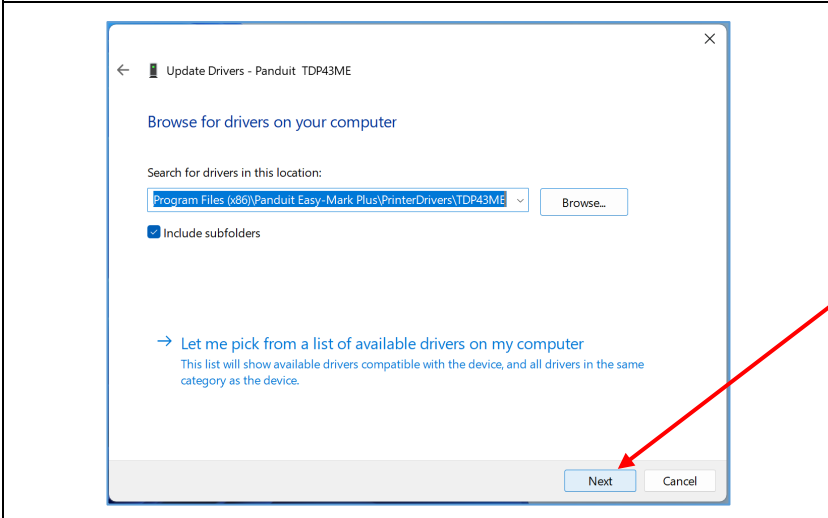 Update Drivers - Panduit TDP43ME
Browse for drivers on your computer
Search for drivers in this location:
Program Files (x86)\Panduit Easy-Mark Plus\PrinterDrivers\TDP43ME
Browse...
Include subfolders
Let me pick from a list of available drivers on my computer
This list will show available drivers compatible with the device, and all drivers in the same
category as the device.
Next
Cancel